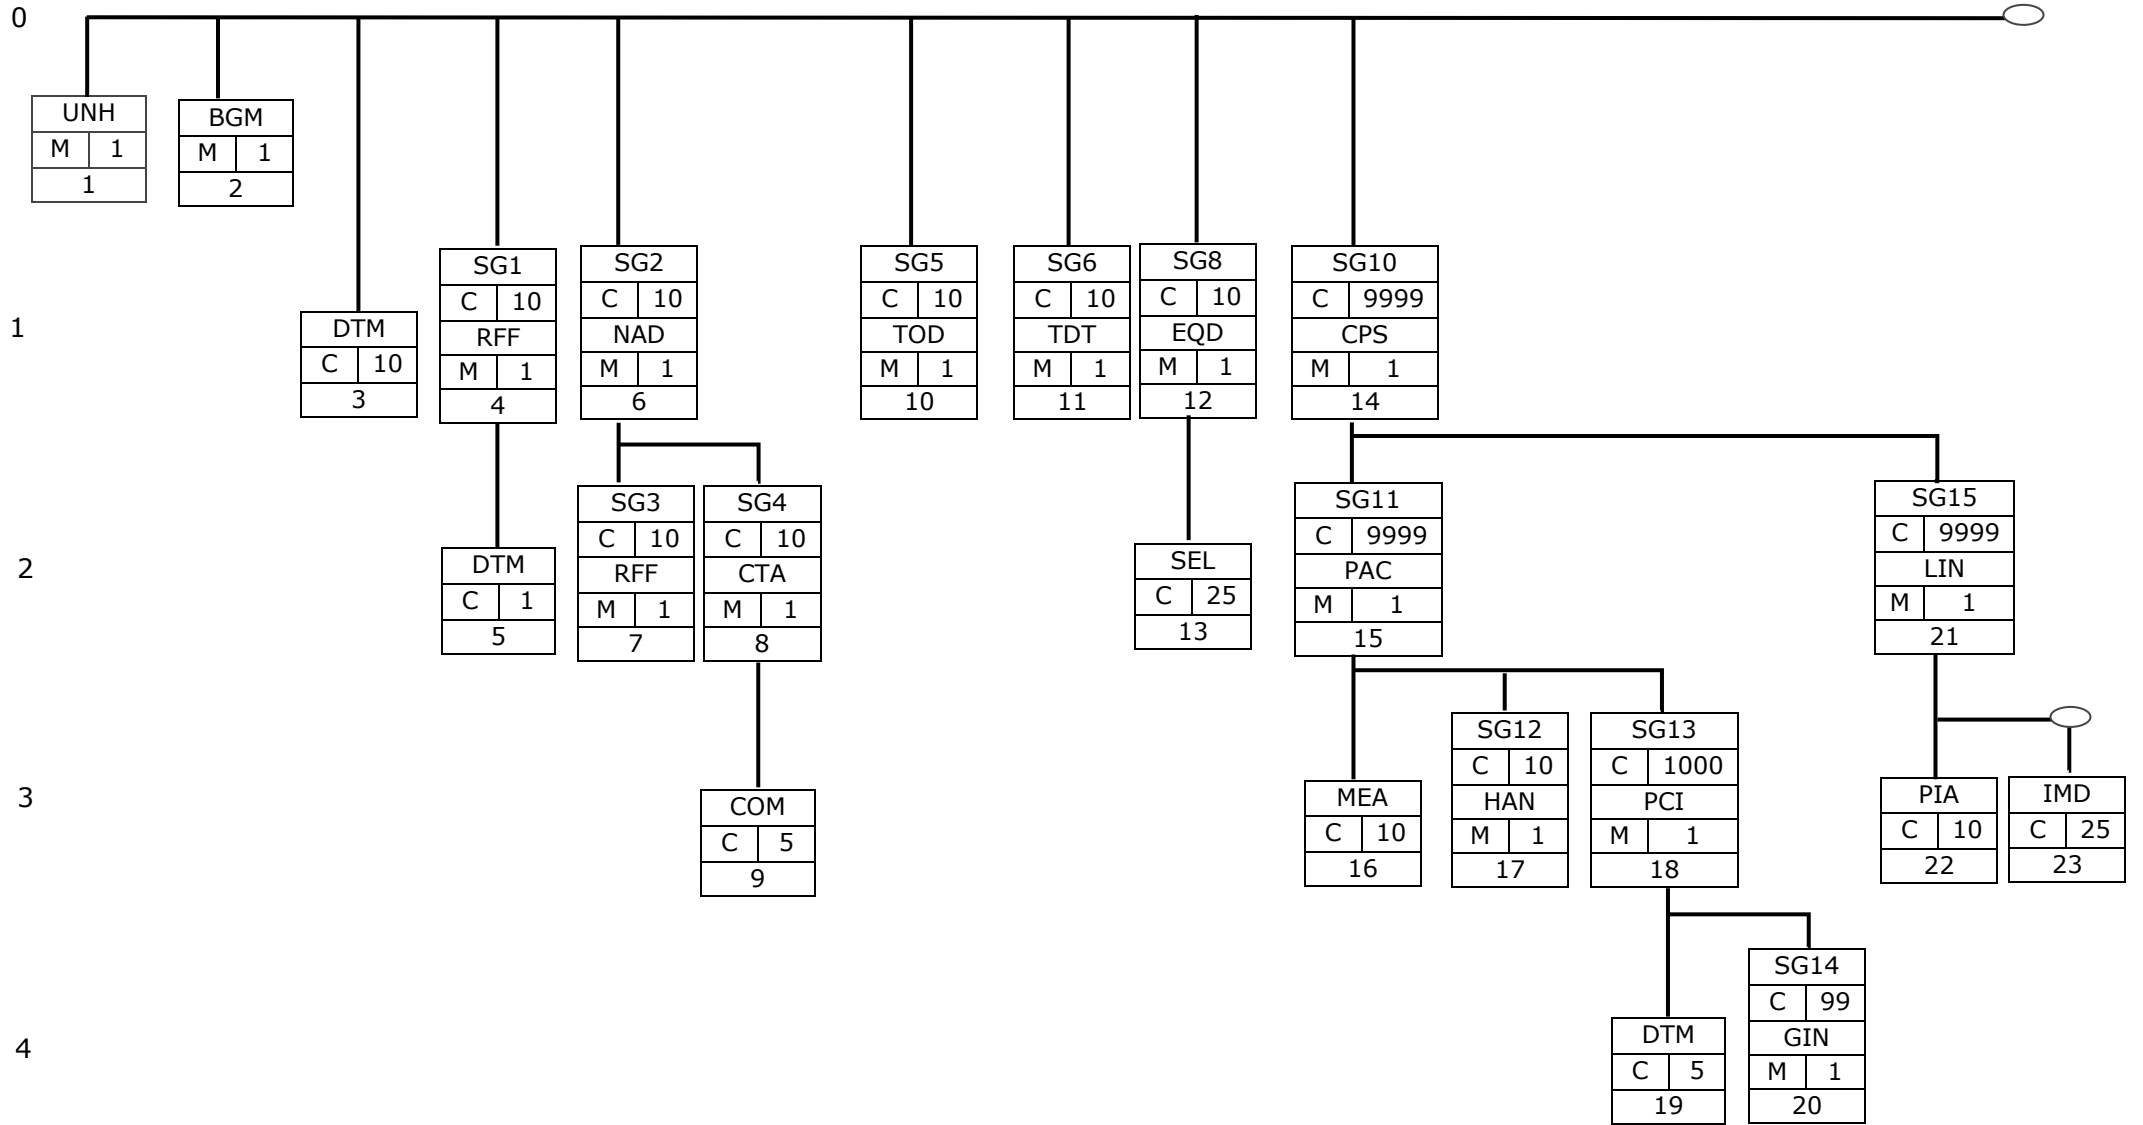 0
UNH
M 1
1
BGM
M 1
2
1
DTM
C 10
3
SG1
C 10
RFF
M 1
4
SG2
C 10
NAD
M 1
6
SG5
C 10
TOD
M 1
10
SG6
C 10
TDT
M 1
11
SG8
C 10
EQD
M 1
12
SG10
C 9999
CPS
M 1
14
2
DTM
C 1
5
SG3
C 10
RFF
M 1
7
SG4
C 10
CTA
M 1
8
SEL
C 25
13
SG11
C 9999
PAC
M 1
15
SG15
C 9999
LIN
M 1
21
3
COM
C 5
9
MEA
C 10
16
SG12
C 10
HAN
M 1
17
SG13
C 1000
PCI
M 1
18
PIA
C 10
22
IMD
C 25
23
4
DTM
C 5
19
SG14
C 99
GIN
M 1
20